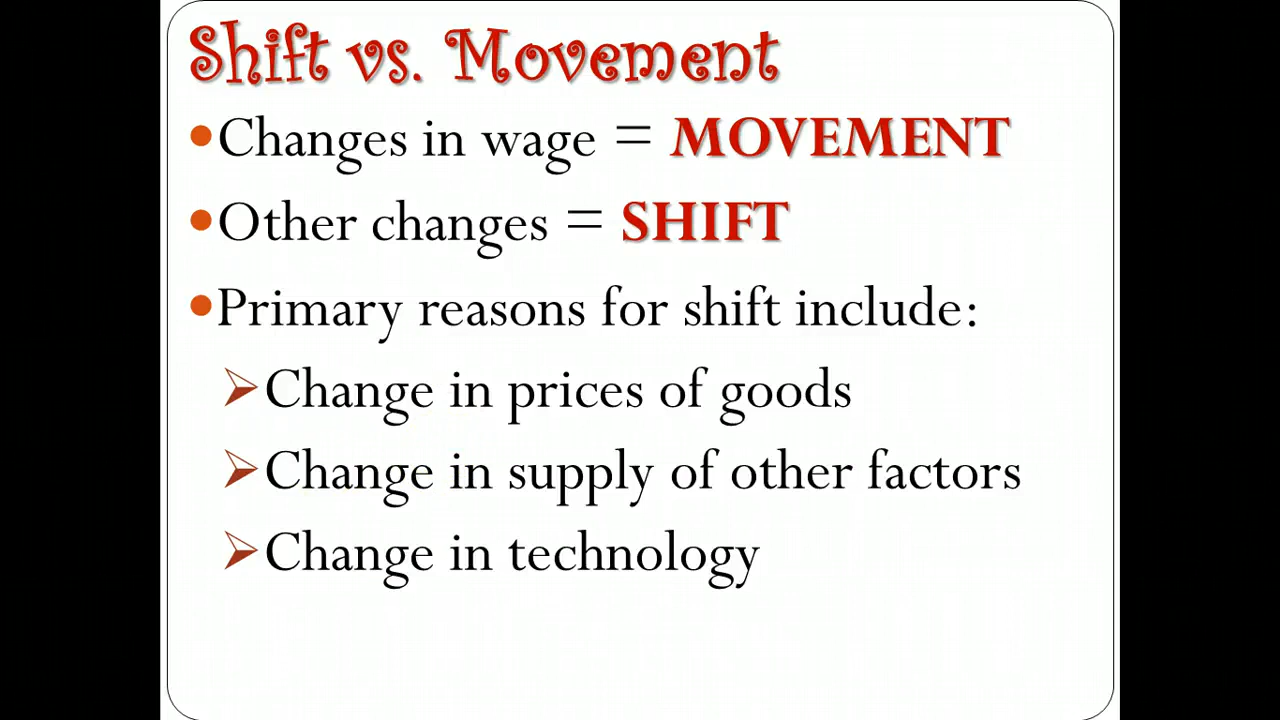 Shift vs. Movement
•Changes in wage = MOVEMENT
•Other changes = SHIFT
•Primary reasons for shift include:
➢Change in prices of goods
➢Change in supply of other factors
➢Change in technology